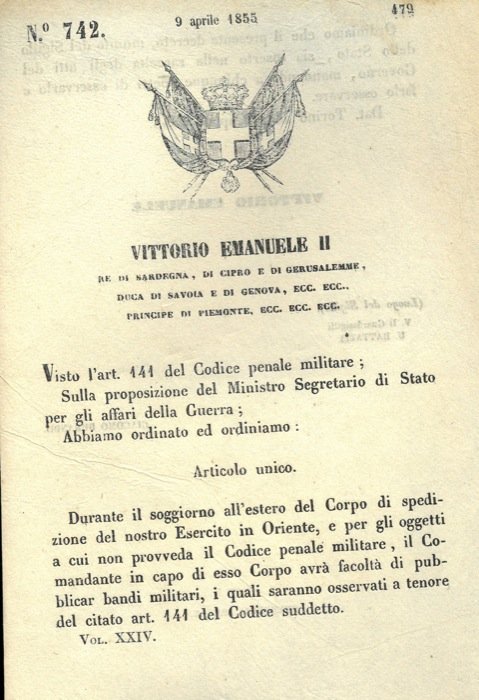 N.º 742.
9 aprile 1855
479
VITTORIO EMANUELE II
RE DI SARDEGNA, DI CIPRO E DI GERUSALEMME,
DUCA DI SAVOIA E DI GENOVA, ECC. ECC.,
PRINCIPE DI PIEMONTE, ECC. ECC. ECC.
Visto l'art. 141 del Codice penale militare;
Sulla proposizione del Ministro Segretario di Stato
per gli affari della Guerra;
Abbiamo ordinato ed ordiniamo:
Articolo unico.
Durante il soggiorno all'estero del Corpo di spedi-
zione del nostro Esercito in Oriente, e per gli oggetti
a cui non provveda il Codice penale militare, il Co-
mandante in capo di esso Corpo avrà facoltà di pub-
blicar bandi militari, i quali saranno osservati a tenore
del citato art. 141 del Codice suddetto.
VOL. XXIV.